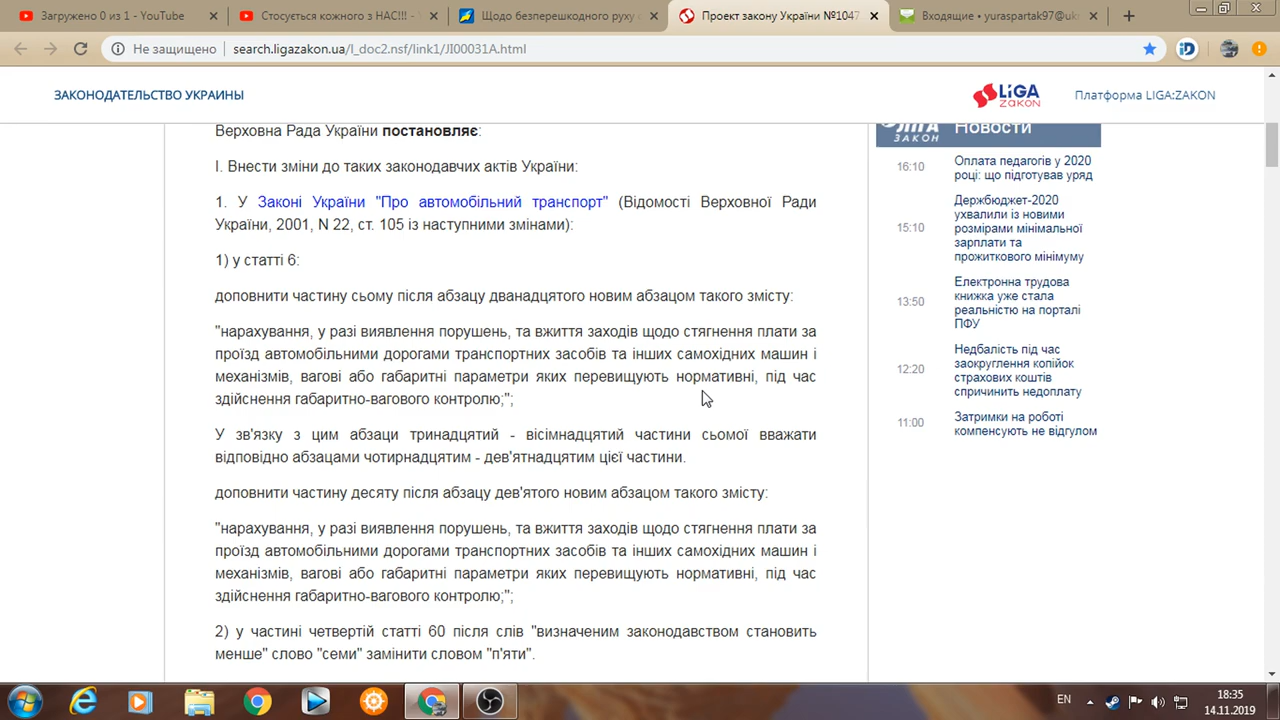 Загружено 0 из 1 - YouTube
Стосується кожного з НАС!!! -
Щодо безперешкодного руху
Проект закону України №1047
Входящие • yuraspartak97@uk
Не защищено
search.ligazakon.ua/l_doc2.nsf/link1/JI00031A.html
ЗАКОНОДАТЕЛЬСТВО УКРАИНЫ
LIGA
ZAKON
Платформа LIGA:ZAKON
Верховна Рада України постановляє:
I. Внести зміни до таких законодавчих актів України:
1. У Законі України "Про автомобільний транспорт" (Відомості Верховної Ради
України, 2001, N 22, ст. 105 із наступними змінами):
1) у статті 6:
доповнити частину сьому після абзацу дванадцятого новим абзацом такого змісту:
"нарахування, у разі виявлення порушень, та вжиття заходів щодо стягнення плати за
проїзд автомобільними дорогами транспортних засобів та інших самохідних машин і
механізмів, вагові або габаритні параметри яких перевищують нормативні, під час
здійснення габаритно-вагового контролю;";
У зв'язку з цим абзаци тринадцятий - вісімнадцятий частини сьомої вважати
відповідно абзацами чотирнадцятим - дев'ятнадцятим цієї частини.
доповнити частину десяту після абзацу дев'ятого новим абзацом такого змісту:
"нарахування, у разі виявлення порушень, та вжиття заходів щодо стягнення плати за
проїзд автомобільними дорогами транспортних засобів та інших самохідних машин і
механізмів, вагові або габаритні параметри яких перевищують нормативні, під час
здійснення габаритно-вагового контролю;";
2) у частині четвертій статті 60 після слів "визначеним законодавством становить
менше" слово "семи" замінити словом "п'яти".
ЛІГА
ЗАКОН
Новости
16:10
Оплата педагогів у 2020
році: що підготував уряд
15:10
Держбюджет-2020
ухвалили із новими
розмірами мінімальної
зарплати та
прожиткового мінімуму
13:50
Електронна трудова
книжка уже стала
реальністю на порталі
ПФУ
12:20
Недбалість під час
заокруглення копійок
страхових коштів
спричинить недоплату
11:00
Затримки на роботі
компенсують не відгулом
EN
18:35
14.11.2019